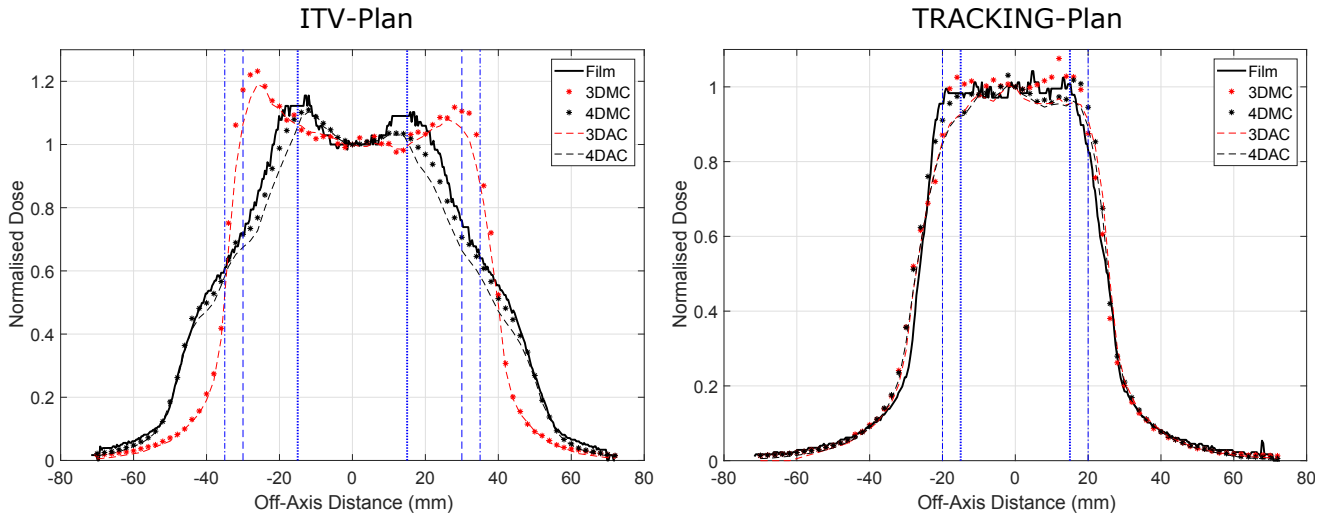 ITV-Plan
TRACKING-Plan
Normalised Dose
1.2
1
0.8
0.6
0.4
0.2
0
-80
-60
-40
-20
0
20
40
60
80
Off-Axis Distance (mm)
Film
3DMC
4DMC
3DAC
4DAC
Normalised Dose
1
0.8
0.6
0.4
0.2
0
-80
-60
-40
-20
0
20
40
60
80
Off-Axis Distance (mm)
Film
3DMC
4DMC
3DAC
4DAC